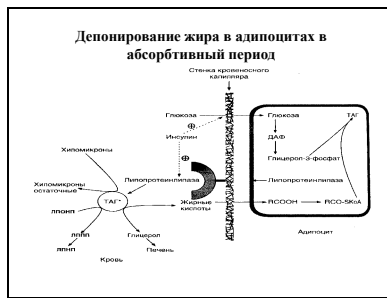 Депонирование жира в адипоцитах в
абсорбтивный период
Стенка кровеносного
капилляра
Глюкоза
Глюкоза
ТАГ
⊕
Инсулин
ДАФ
⊕
Глицерол-3-фосфат
Хиломикроны
Хиломикроны
остаточные
Липопротеинлипаза
Липопротеинлипаза
ТАГ*
Жирные
кислоты
RCOOH
RCO-SKoA
ЛПОНП
ЛППП
ЛПНП
Глицерол
Печень
Адипоцит
Кровь